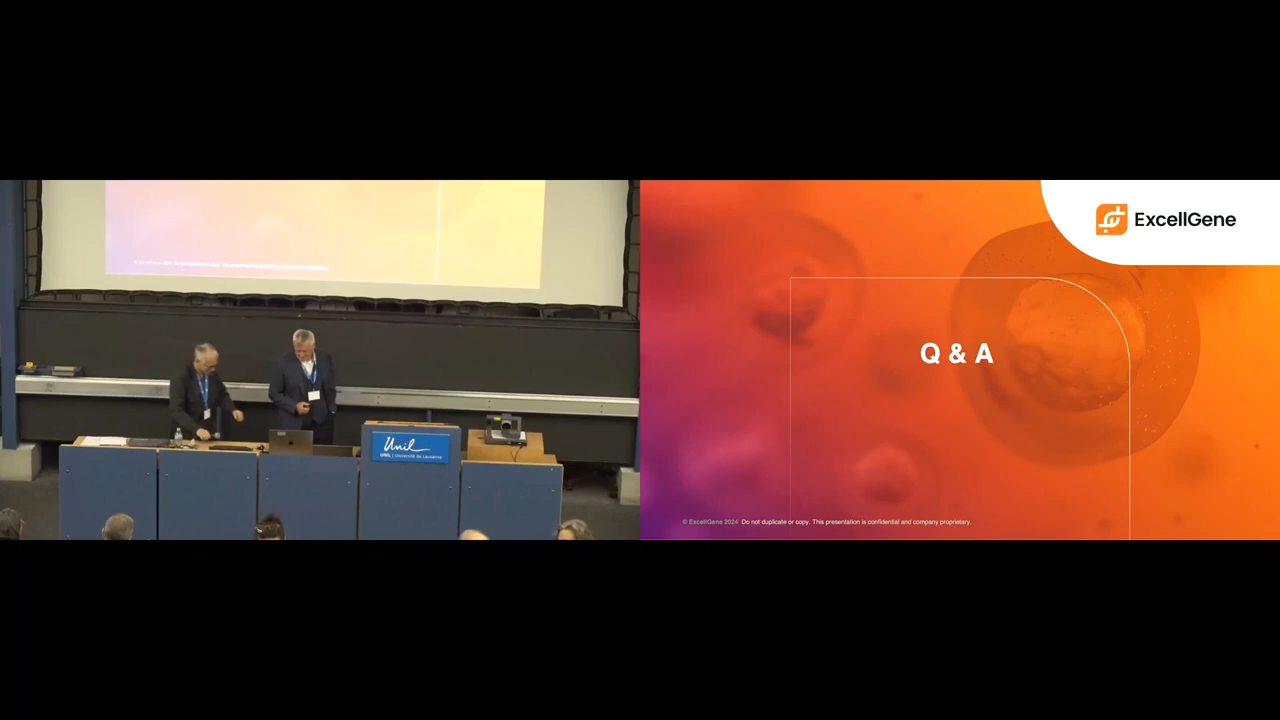 Unil
UNIL | Université de Lausanne
ExcellGene
Q & A
© ExcellGene 2024 Do not duplicate or copy. This presentation is confidential and company proprietary.